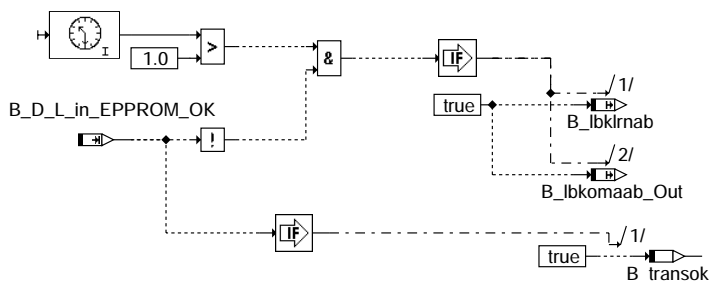 I
1.0
>
&
IF
1/
true
B_lbklrnab
B_D_L_in_EPPROM_OK
!
2/
B_lbkomaab_Out
IF
1/
true
B_transok